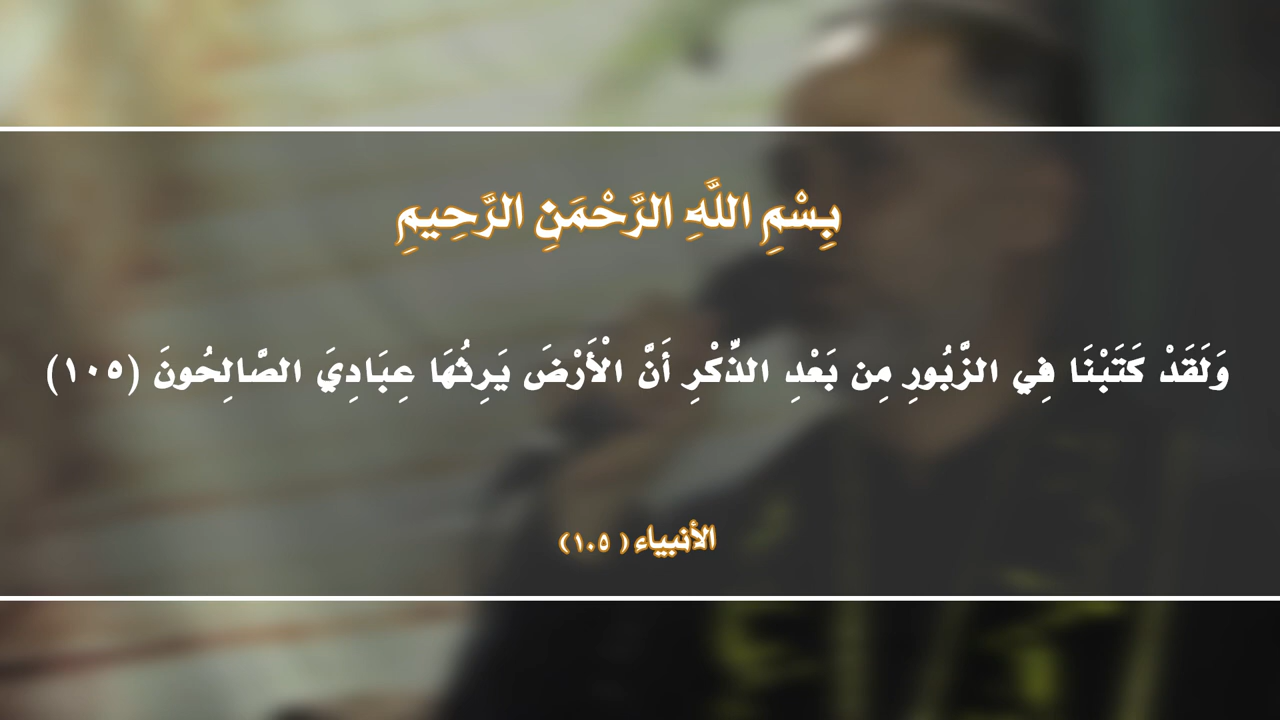 بِسْمِ اللَّهِ الرَّحْمَنِ الرَّحِيمِ
وَلَقَدْ كَتَبْنَا فِي الزَّبُورِ مِن بَعْدِ الذِّكْرِ أَنَّ الْأَرْضَ يَرِثُهَا عِبَادِيَ الصَّالِحُونَ (١٠٥)
الأنبياء ( ١٠٥)